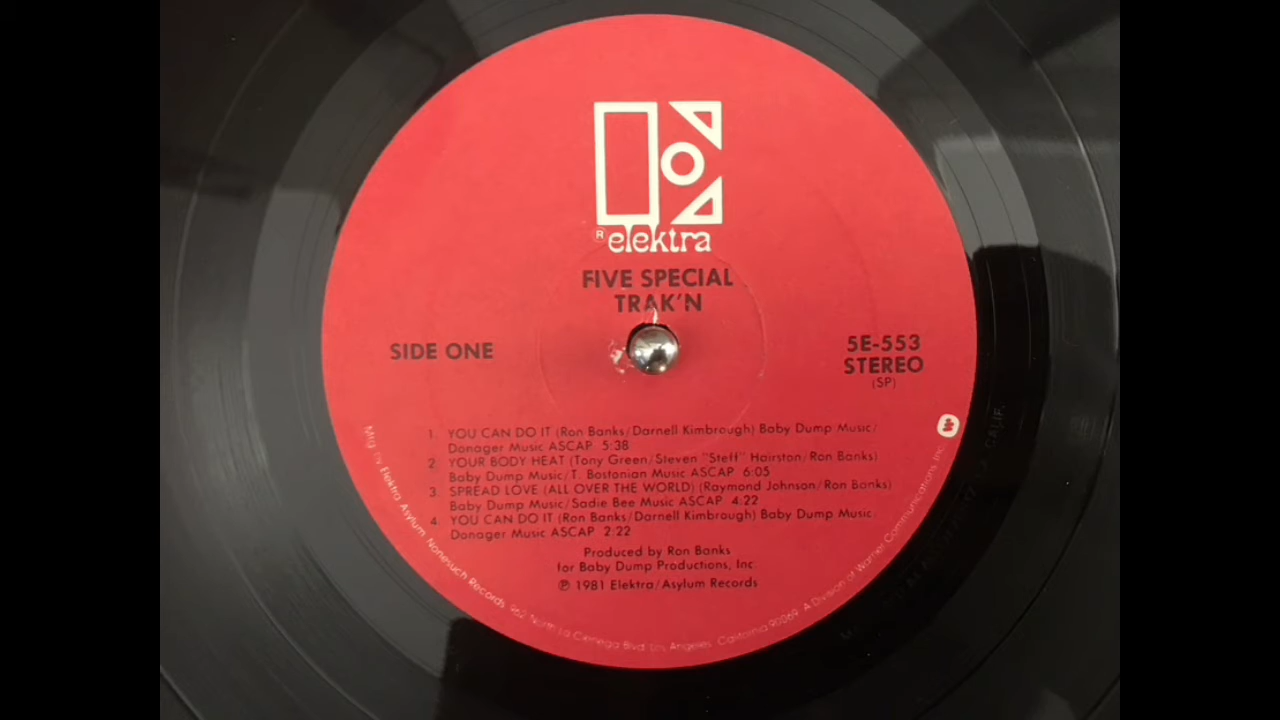 ® elektra
FIVE SPECIAL
TRAK'N
SIDE ONE
5E-553
STEREO
(SP)
1. YOU CAN DO IT (Ron Banks/Darnell Kimbrough) Baby Dump Music/
Donager Music ASCAP 5:38
2. YOUR BODY HEAT (Tony Green/Steven "Steff" Hairston/Ron Banks)
Baby Dump Music/T. Bostonian Music ASCAP 6:05
3. SPREAD LOVE (ALL OVER THE WORLD) (Raymond Johnson/Ron Banks)
Baby Dump Music/Sadie Bee Music ASCAP 4:22
4. YOU CAN DO IT (Ron Banks/Darnell Kimbrough) Baby Dump Music/
Donager Music ASCAP 2:22
Produced by Ron Banks
for Baby Dump Productions, Inc.
℗ 1981 Elektra/Asylum Records
Mfg by Elektra Asylum Nonesuch Records, 962 North La Cienega Blvd. Los Angeles California 90069. A Division of Warner Communications Inc.